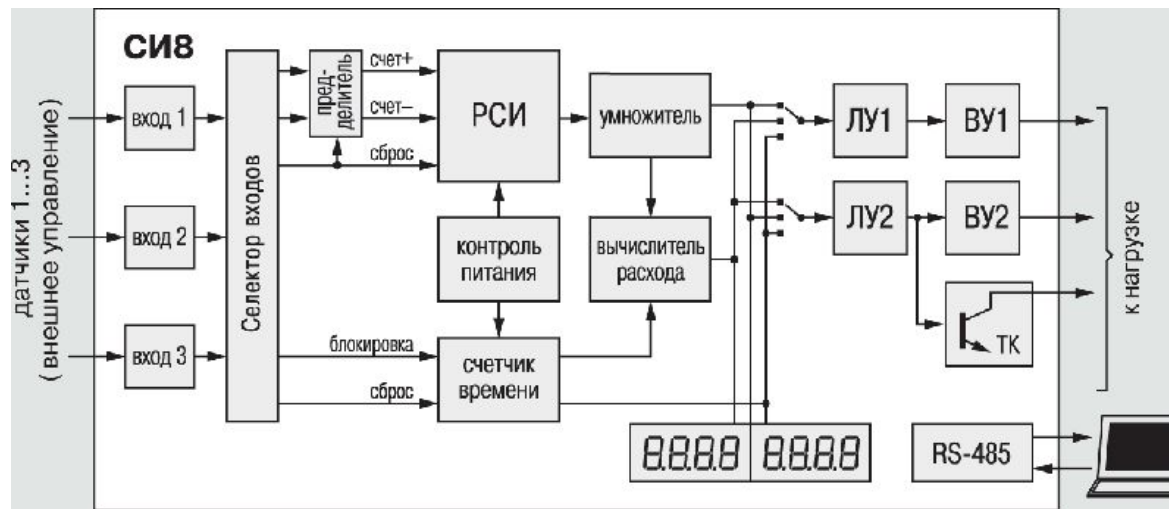 СИ8
датчики 1...3
( внешнее управление)
вход 1
вход 2
вход 3
Селектор входов
пред-
делитель
счет+
счет–
сброс
РСИ
умножитель
контроль
питания
вычислитель
расхода
блокировка
сброс
счетчик
времени
ЛУ1
ВУ1
ЛУ2
ВУ2
ТК
к нагрузке
8.8.8.8 8.8.8.8
RS-485